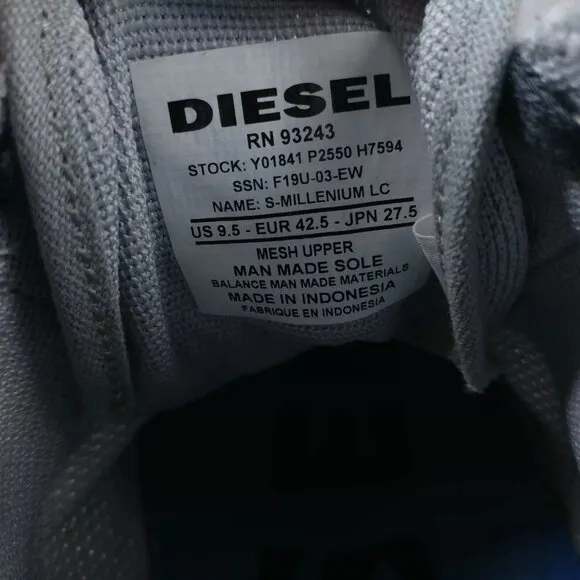 DIESEL
RN 93243
STOCK: Y01841 P2550 H7594
SSN: F19U-03-EW
NAME: S-MILLENIUM LC
US 9.5 - EUR 42.5 - JPN 27.5
MESH UPPER
MAN MADE SOLE
BALANCE MAN MADE MATERIALS
MADE IN INDONESIA
FABRIQUE EN INDONESIA